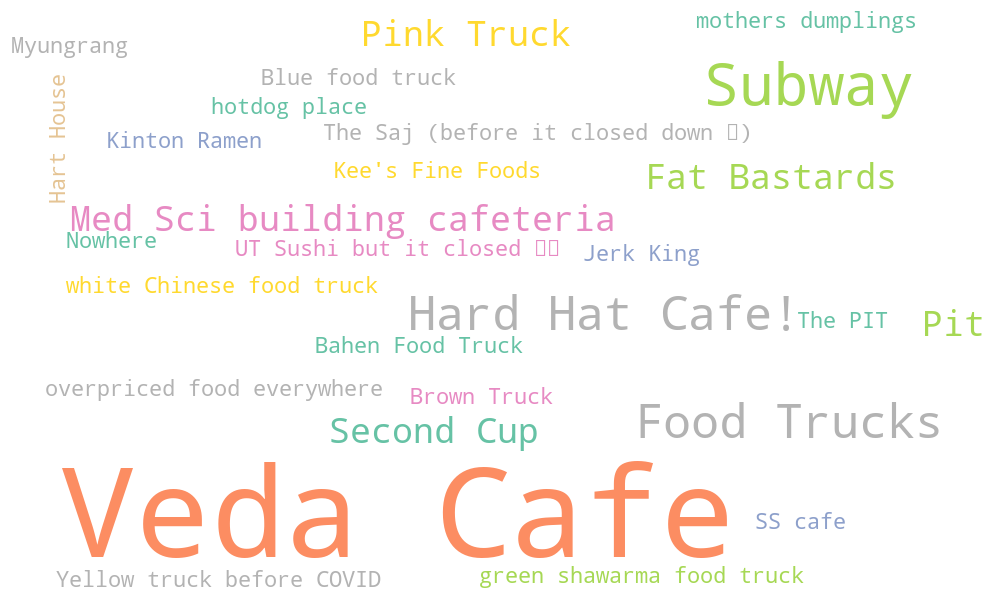 mothers dumplings
Pink Truck
Myungrang
Blue food truck
Subway
hotdog place
Hart House
The Saj (before it closed down )
Kinton Ramen
Kee's Fine Foods
Fat Bastards
Med Sci building cafeteria
Nowhere
UT Sushi but it closed
Jerk King
white Chinese food truck
Hard Hat Cafe!
The PIT
Pit
Bahen Food Truck
overpriced food everywhere
Brown Truck
Food Trucks
Second Cup
Veda Cafe
SS cafe
Yellow truck before COVID
green shawarma food truck